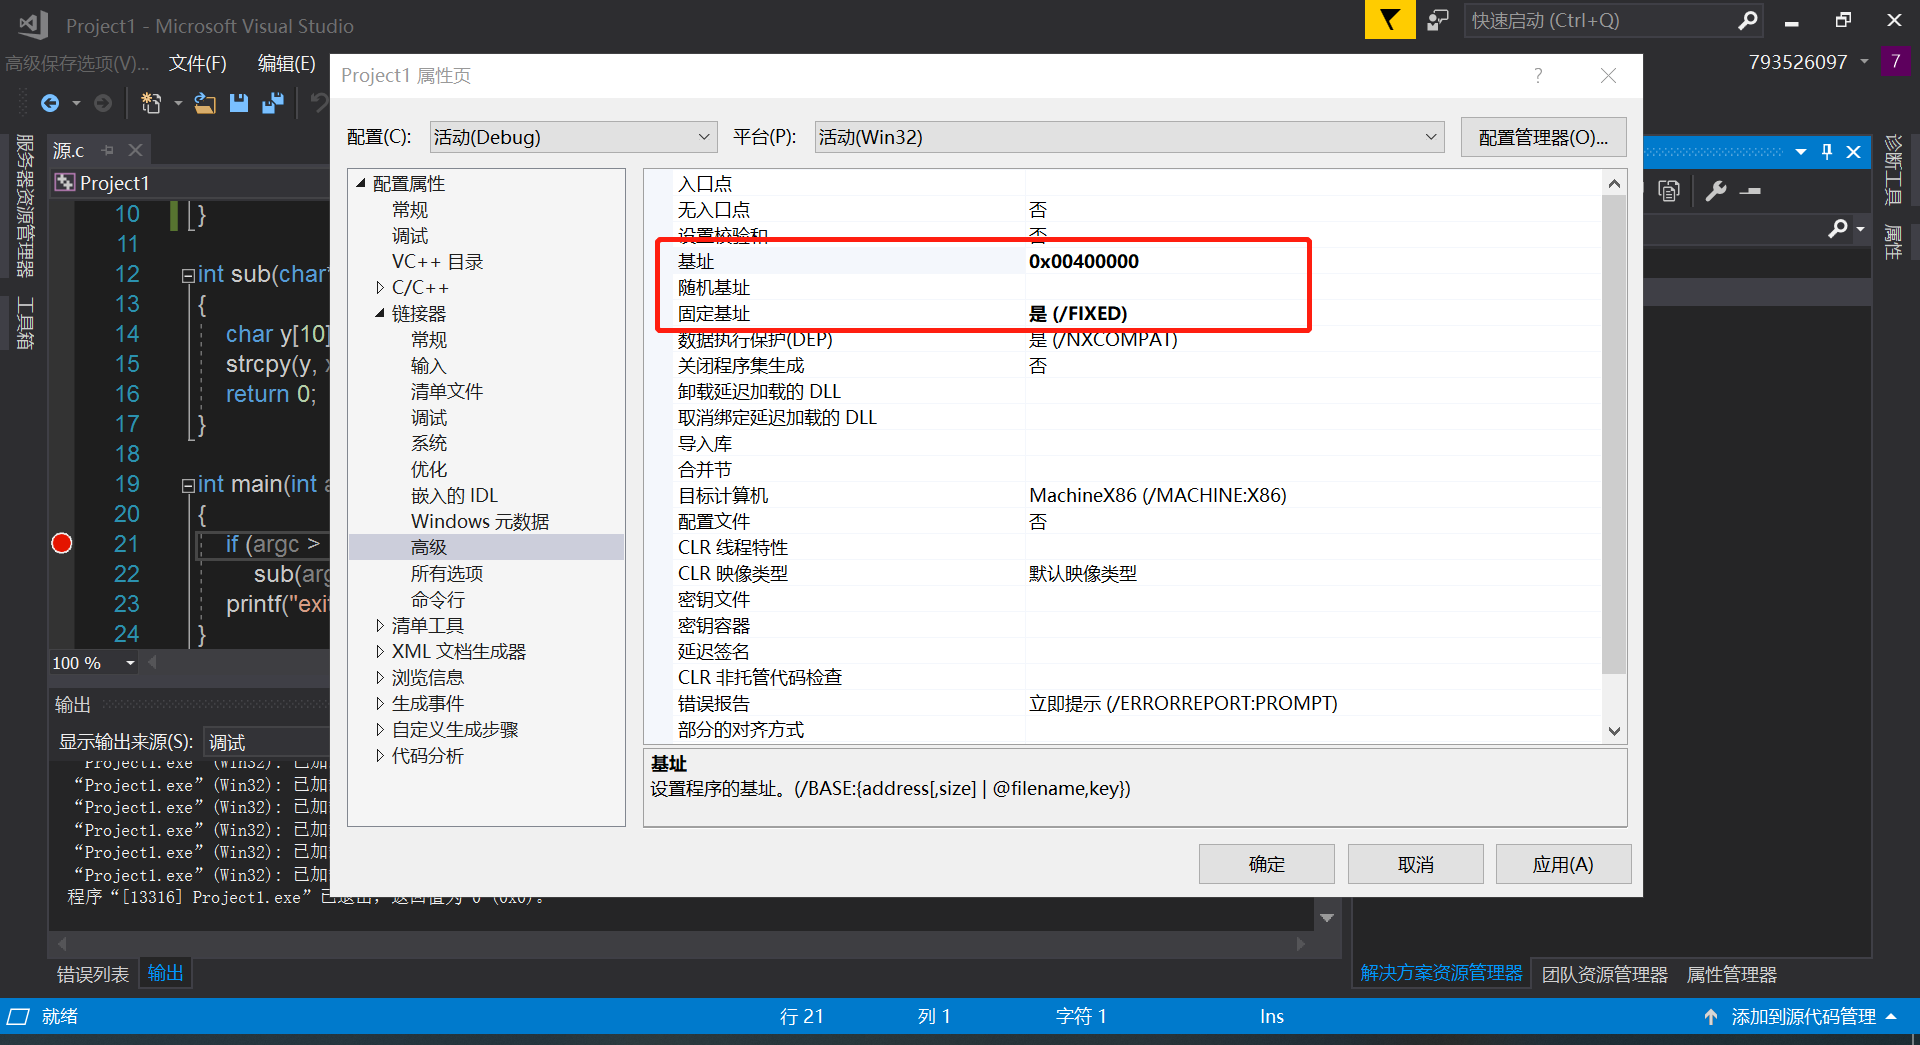 Project1 - Microsoft Visual Studio
快速启动 (Ctrl+Q)
高级保存选项(V)... 文件(F) 编辑(E)
793526097 7
Project1 属性页
配置(C): 活动(Debug) 平台(P): 活动(Win32) 配置管理器(O)...
服务器资源管理器
工具箱
源.c
Project1
10 }
11
12 int sub(char*
13 {
14 char y[10]
15 strcpy(y, x
16 return 0;
17 }
18
19 int main(int a
20 {
21 if (argc >
22 sub(arg
23 printf("exit
24 }
100 %
输出
显示输出来源(S): 调试
“Project1.exe” (Win32): 已加
“Project1.exe” (Win32): 已加
“Project1.exe” (Win32): 已加
“Project1.exe” (Win32): 已加
“Project1.exe” (Win32): 已加
“Project1.exe” (Win32): 已加
程序“[13316] Project1.exe”已退出，返回值为 0 (0x0)。
错误列表 输出
配置属性
常规
调试
VC++ 目录
C/C++
链接器
常规
输入
清单文件
调试
系统
优化
嵌入的 IDL
Windows 元数据
高级
所有选项
命令行
清单工具
XML 文档生成器
浏览信息
生成事件
自定义生成步骤
代码分析
入口点
无入口点 否
设置校验和 否
基址 0x00400000
随机基址
固定基址 是 (/FIXED)
数据执行保护(DEP) 是 (/NXCOMPAT)
关闭程序集生成 否
卸载延迟加载的 DLL
取消绑定延迟加载的 DLL
导入库
合并节
目标计算机 MachineX86 (/MACHINE:X86)
配置文件 否
CLR 线程特性
CLR 映像类型 默认映像类型
密钥文件
密钥容器
延迟签名
CLR 非托管代码检查
错误报告 立即提示 (/ERRORREPORT:PROMPT)
部分的对齐方式
基址
设置程序的基址。(/BASE:{address[,size] | @filename,key})
确定 取消 应用(A)
诊断工具
属性
解决方案资源管理器 团队资源管理器 属性管理器
就绪 行 21 列 1 字符 1 Ins 添加到源代码管理